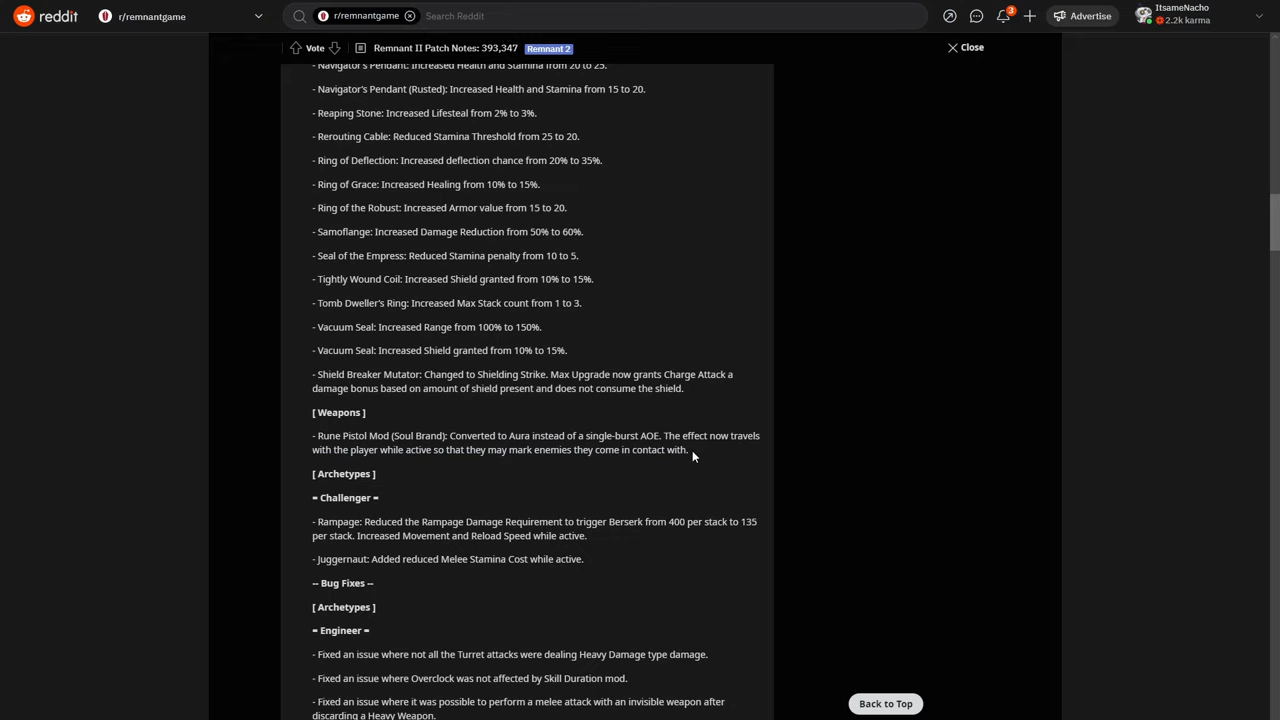 reddit
r/remnantgame
r/remnantgame
Search Reddit
3
Advertise
ItsameNacho
2.2k karma
Vote
Remnant II Patch Notes: 393,347
Remnant 2
Close
- Navigator's Pendant: Increased Health and Stamina from 20 to 25.
- Navigator's Pendant (Rusted): Increased Health and Stamina from 15 to 20.
- Reaping Stone: Increased Lifesteal from 2% to 3%.
- Rerouting Cable: Reduced Stamina Threshold from 25 to 20.
- Ring of Deflection: Increased deflection chance from 20% to 35%.
- Ring of Grace: Increased Healing from 10% to 15%.
- Ring of the Robust: Increased Armor value from 15 to 20.
- Samoflange: Increased Damage Reduction from 50% to 60%.
- Seal of the Empress: Reduced Stamina penalty from 10 to 5.
- Tightly Wound Coil: Increased Shield granted from 10% to 15%.
- Tomb Dweller's Ring: Increased Max Stack count from 1 to 3.
- Vacuum Seal: Increased Range from 100% to 150%.
- Vacuum Seal: Increased Shield granted from 10% to 15%.
- Shield Breaker Mutator: Changed to Shielding Strike. Max Upgrade now grants Charge Attack a
damage bonus based on amount of shield present and does not consume the shield.
[ Weapons ]
- Rune Pistol Mod (Soul Brand): Converted to Aura instead of a single-burst AOE. The effect now travels
with the player while active so that they may mark enemies they come in contact with.
[ Archetypes ]
= Challenger =
- Rampage: Reduced the Rampage Damage Requirement to trigger Berserk from 400 per stack to 135
per stack. Increased Movement and Reload Speed while active.
- Juggernaut: Added reduced Melee Stamina Cost while active.
-- Bug Fixes --
[ Archetypes ]
= Engineer =
- Fixed an issue where not all the Turret attacks were dealing Heavy Damage type damage.
- Fixed an issue where Overclock was not affected by Skill Duration mod.
- Fixed an issue where it was possible to perform a melee attack with an invisible weapon after
discarding a Heavy Weapon.
Back to Top